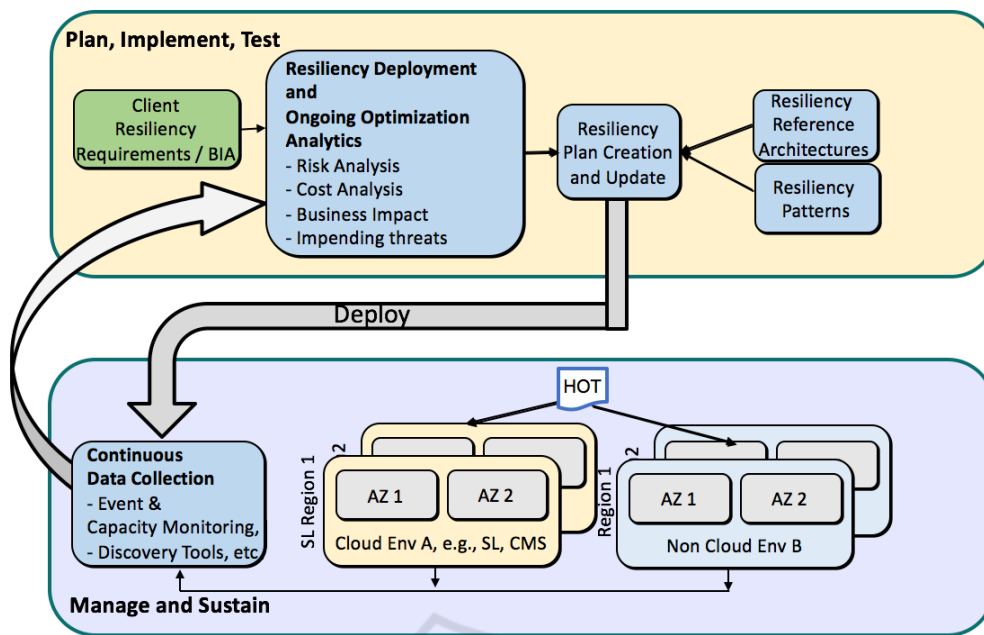 Plan, Implement, Test
Client
Resiliency
Requirements / BIA
Resiliency Deployment
and
Ongoing Optimization
Analytics
- Risk Analysis
- Cost Analysis
- Business Impact
- Impending threats
Resiliency
Plan Creation
and Update
Resiliency
Reference
Architectures
Resiliency
Patterns
Deploy
HOT
Continuous
Data Collection
- Event &
Capacity Monitoring,
- Discovery Tools, etc
SL Region 1
2
AZ 1
AZ 2
Cloud Env A, e.g., SL, CMS
Region 1
2
AZ 1
AZ 2
Non Cloud Env B
Manage and Sustain